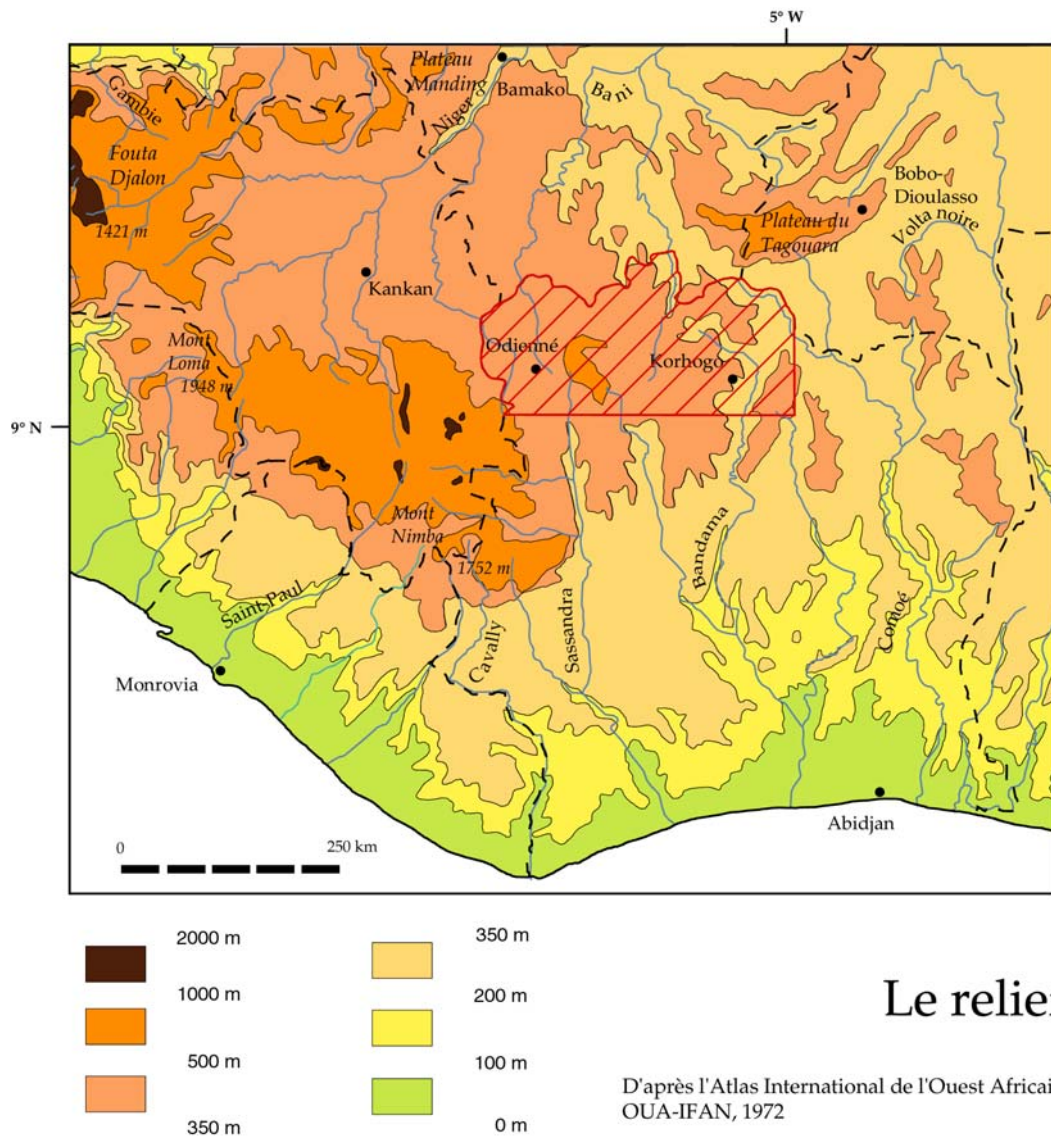 5° W
Plateau
Manding
Bamako
Gambie
Niger
Bani
Fouta
Djalon
Bobo-
Dioulasso
Plateau du
Tagouara
Volta noire
1421 m
Kankan
Mont
Loma
1948 m
Odienné
Korhogo
9° N
Mont
Nimba
1752 m
Saint Paul
Cavally
Sassandra
Bandama
Comoé
Monrovia
Abidjan
0
250 km
2000 m
1000 m
500 m
350 m
350 m
200 m
100 m
0 m
Le relie
D'après l'Atlas International de l'Ouest Africai
OUA-IFAN, 1972